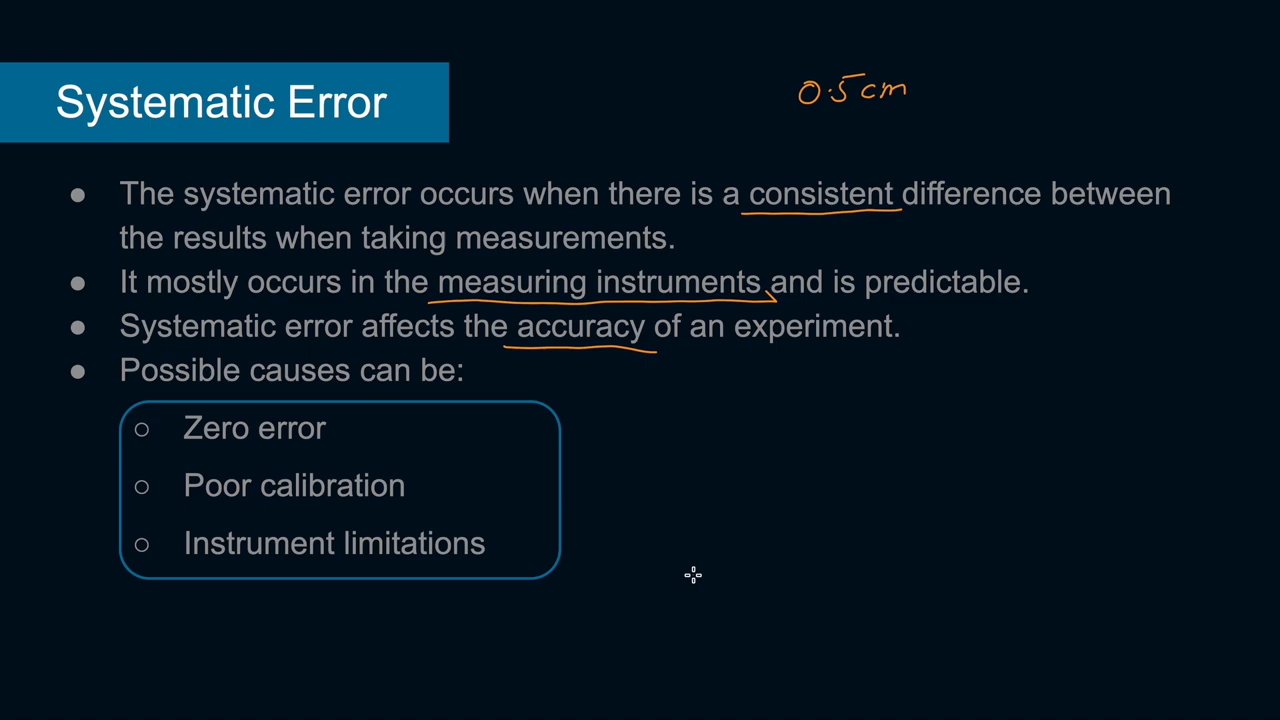 Systematic Error
0.5 cm
● The systematic error occurs when there is a consistent difference between
the results when taking measurements.
● It mostly occurs in the measuring instruments and is predictable.
● Systematic error affects the accuracy of an experiment.
● Possible causes can be:
○ Zero error
○ Poor calibration
○ Instrument limitations